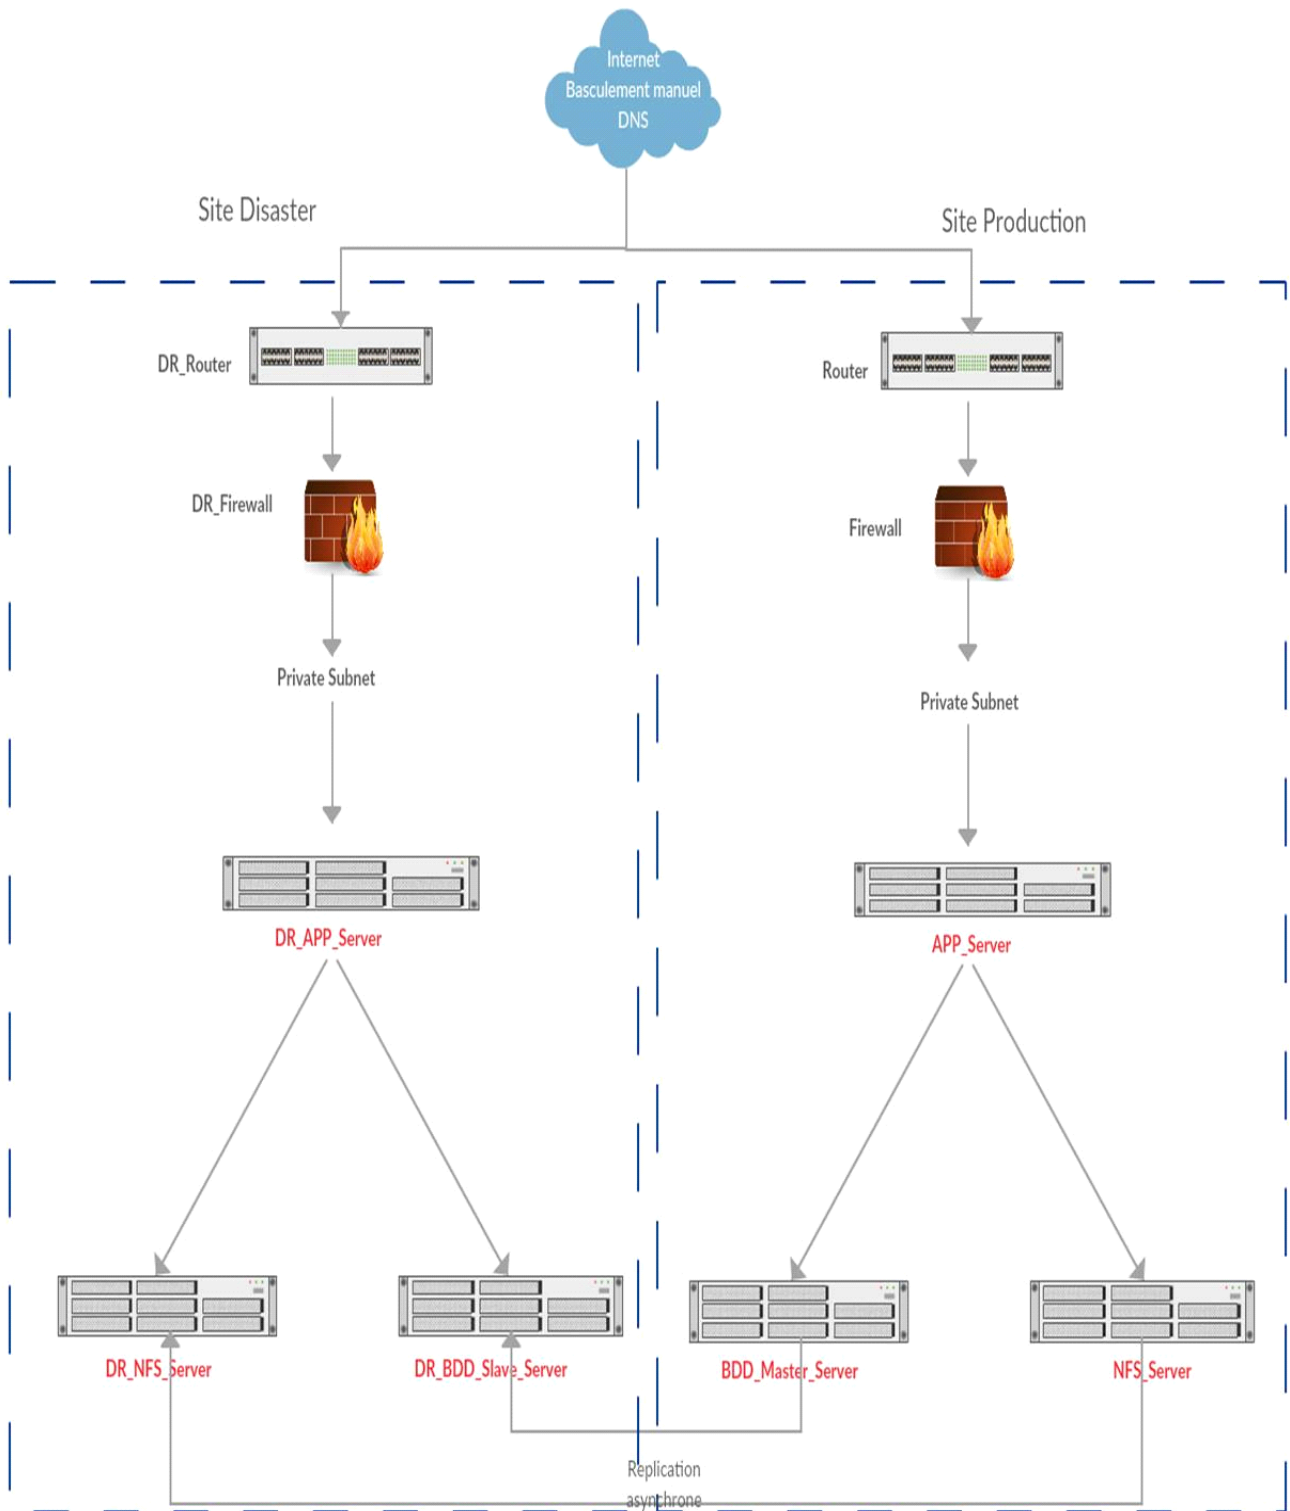 Internet
Basculement manuel
DNS
Site Disaster
Site Production
DR_Router
Router
DR_Firewall
Firewall
Private Subnet
Private Subnet
DR_APP_Server
APP_Server
DR_NFS_Server
DR_BDD_Slave_Server
BDD_Master_Server
NFS_Server
Replication
asynchrone